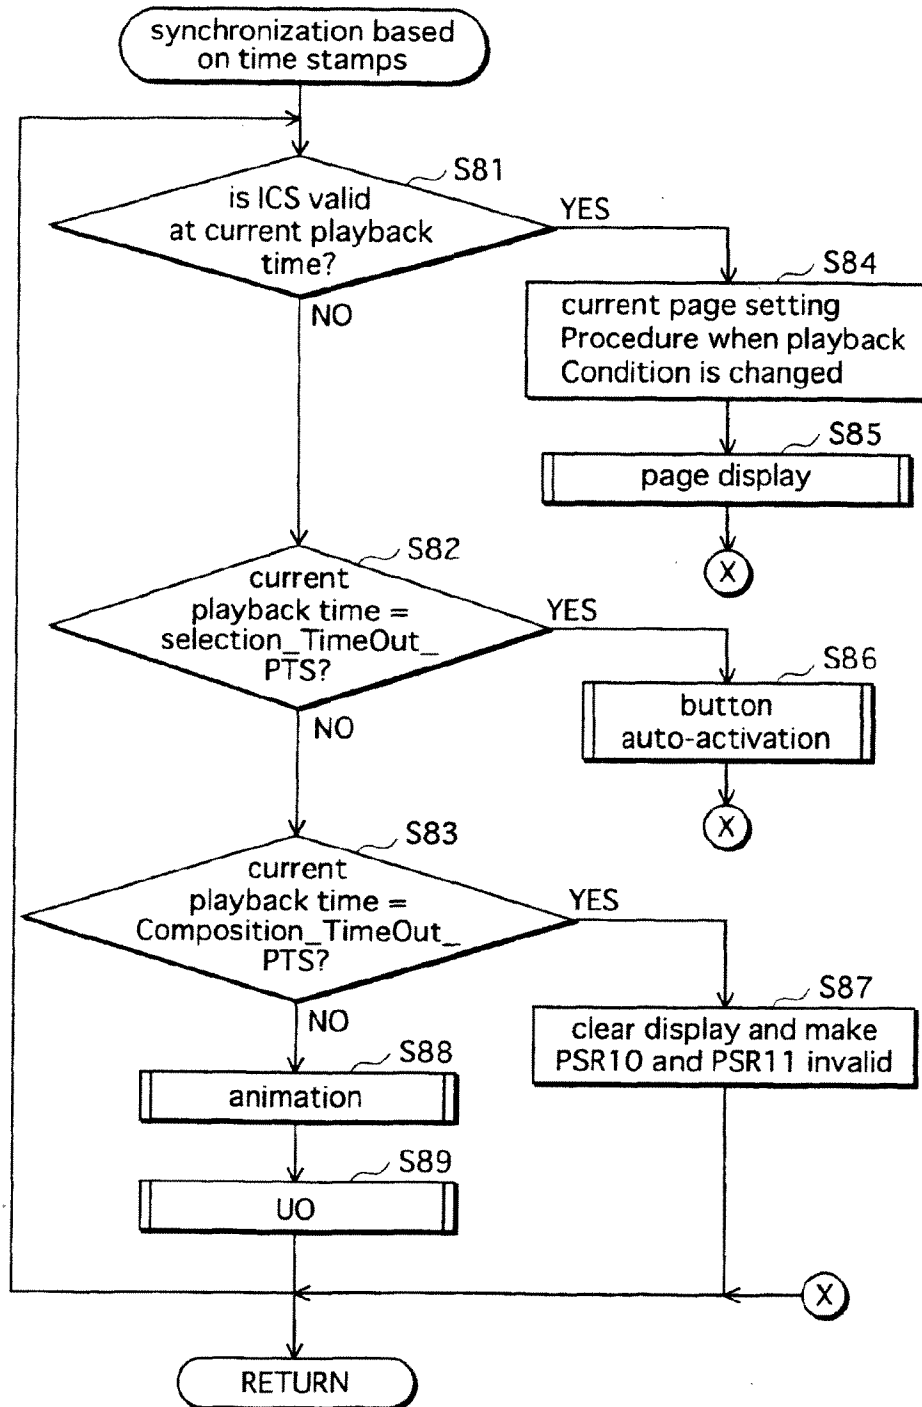 synchronization based
on time stamps
S81
is ICS valid
at current playback
time?
YES
NO
S84
current page setting
Procedure when playback
Condition is changed
S85
page display
X
S82
current
playback time =
selection_TimeOut_
PTS?
YES
NO
S86
button
auto-activation
X
S83
current
playback time =
Composition_TimeOut_
PTS?
YES
NO
S87
clear display and make
PSR10 and PSR11 invalid
S88
animation
S89
UO
X
RETURN